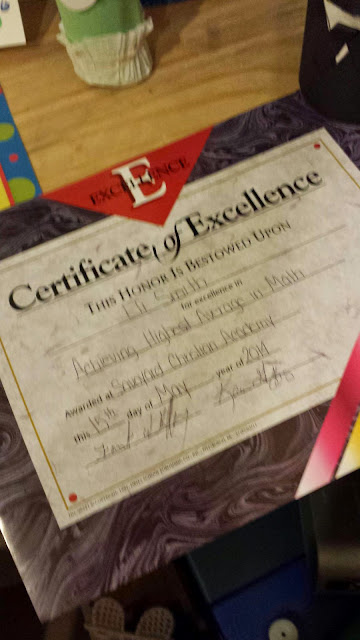 EXCELLENCE
E
Certificate of Excellence
THIS HONOR IS BESTOWED UPON
Eli Smith
for excellence in
Achieving Highest Average in Math
Awarded at Christian Academy
this 15th day of May year of 2014